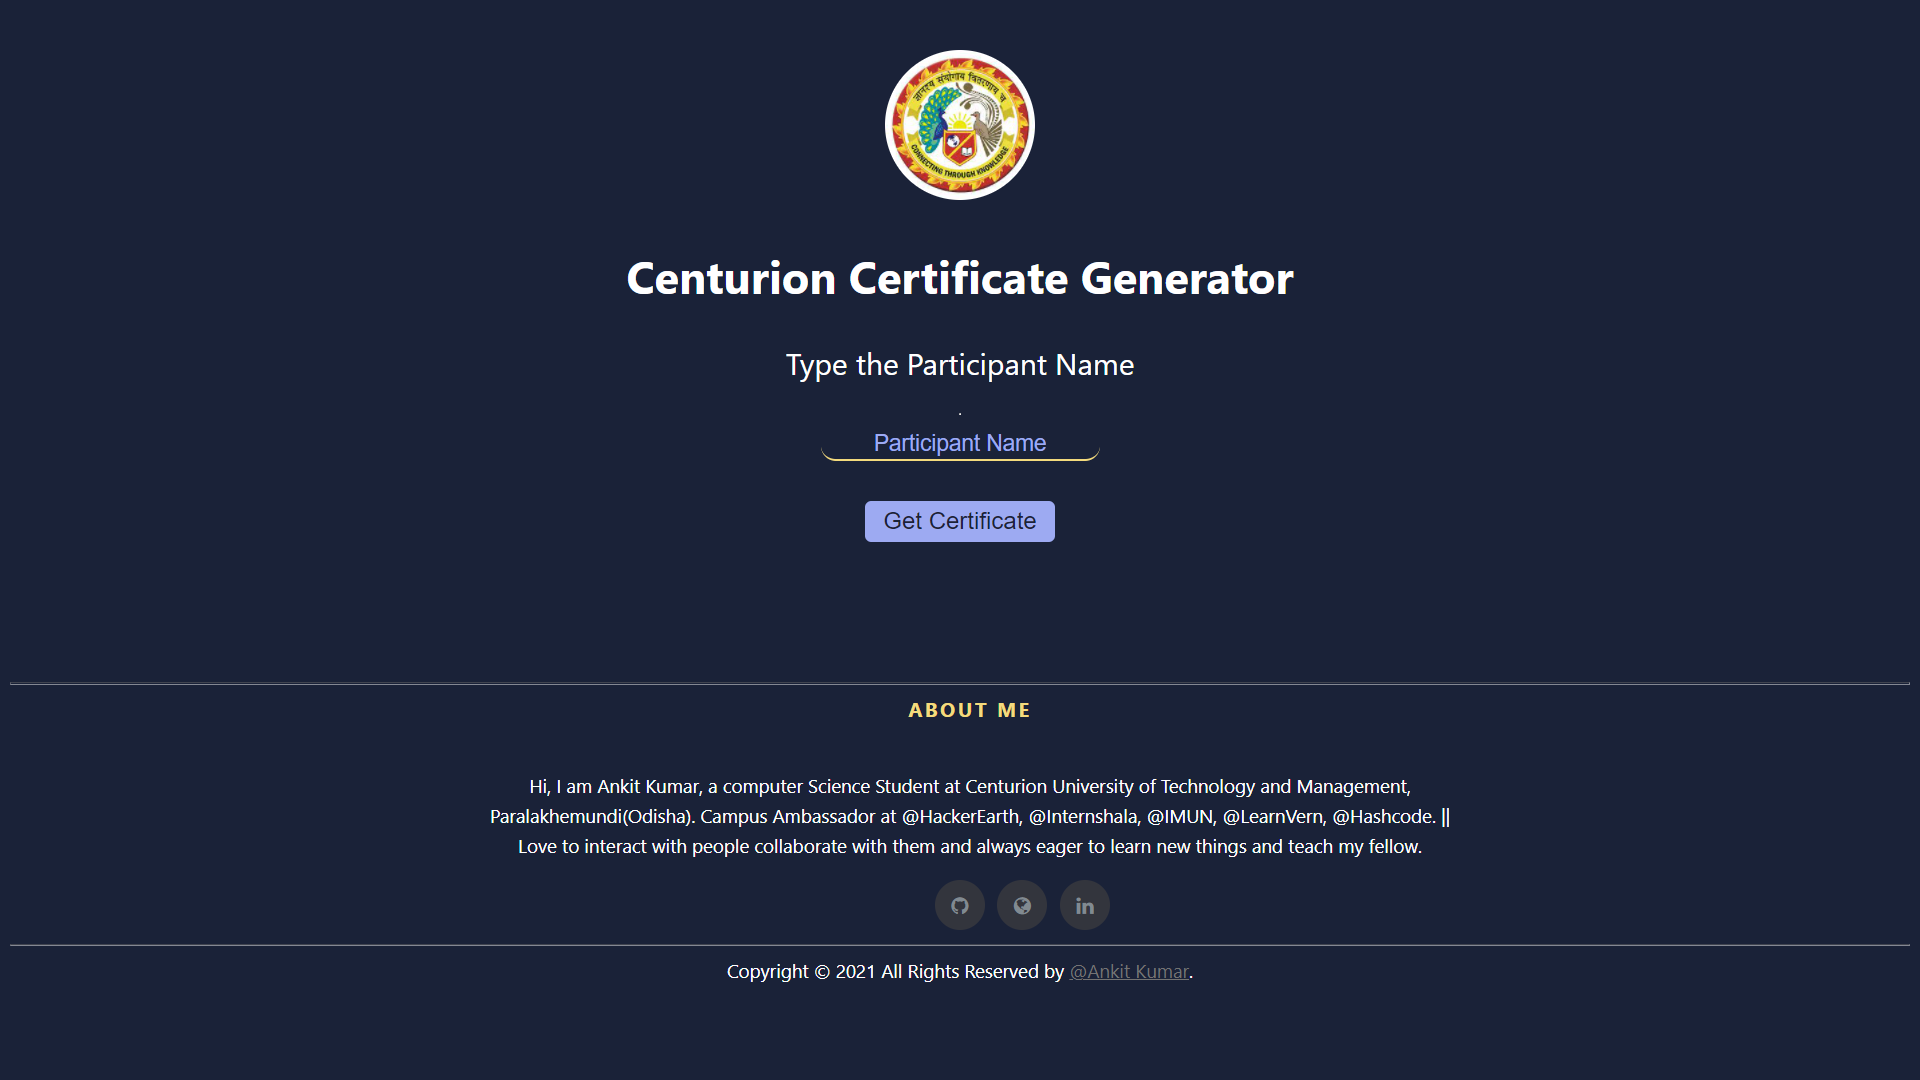 ज्ञानस्य संयोगाय वितरणाय च
CONNECTING THROUGH KNOWLEDGE
Centurion Certificate Generator
Type the Participant Name
.
Participant Name
Get Certificate
ABOUT ME
Hi, I am Ankit Kumar, a computer Science Student at Centurion University of Technology and Management,
Paralakhemundi(Odisha). Campus Ambassador at @HackerEarth, @Internshala, @IMUN, @LearnVern, @Hashcode. ||
Love to interact with people collaborate with them and always eager to learn new things and teach my fellow.
in
Copyright © 2021 All Rights Reserved by @Ankit Kumar.